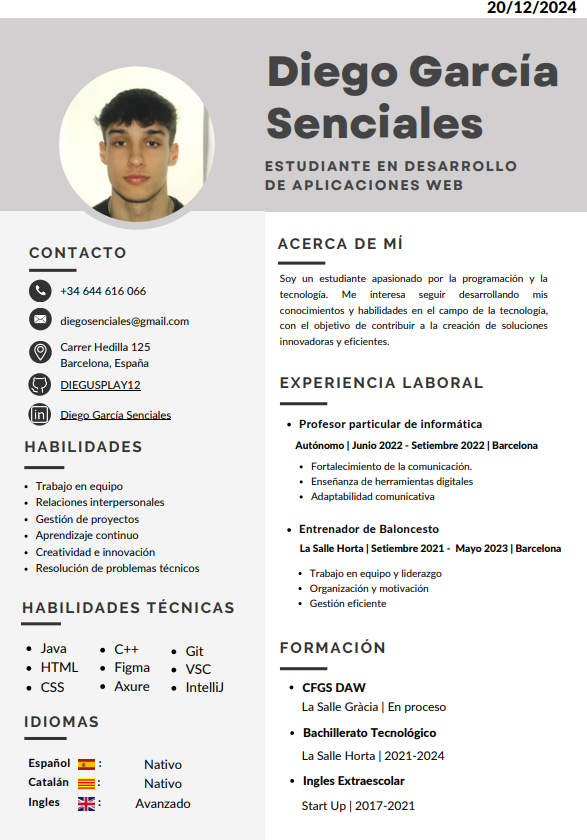 20/12/2024
Diego García
Senciales
ESTUDIANTE EN DESARROLLO
DE APLICACIONES WEB
CONTACTO
+34 644 616 066
diegosenciales@gmail.com
Carrer Hedilla 125
Barcelona, España
DIEGUSPLAY12
in
Diego García Senciales
HABILIDADES
Trabajo en equipo
Relaciones interpersonales
Gestión de proyectos
Aprendizaje continuo
Creatividad e innovación
Resolución de problemas técnicos
HABILIDADES TÉCNICAS
Java
HTML
CSS
C++
Figma
Axure
Git
VSC
IntelliJ
IDIOMAS
Español : Nativo
Catalán : Nativo
Ingles : Avanzado
ACERCA DE MÍ
Soy un estudiante apasionado por la programación y la
tecnología. Me interesa seguir desarrollando mis
conocimientos y habilidades en el campo de la tecnología,
con el objetivo de contribuir a la creación de soluciones
innovadoras y eficientes.
EXPERIENCIA LABORAL
Profesor particular de informática
Autónomo | Junio 2022 - Setiembre 2022 | Barcelona
Fortalecimiento de la comunicación.
Enseñanza de herramientas digitales
Adaptabilidad comunicativa
Entrenador de Baloncesto
La Salle Horta | Setiembre 2021 - Mayo 2023 | Barcelona
Trabajo en equipo y liderazgo
Organización y motivación
Gestión eficiente
FORMACIÓN
CFGS DAW
La Salle Gràcia | En proceso
Bachillerato Tecnológico
La Salle Horta | 2021-2024
Ingles Extraescolar
Start Up | 2017-2021